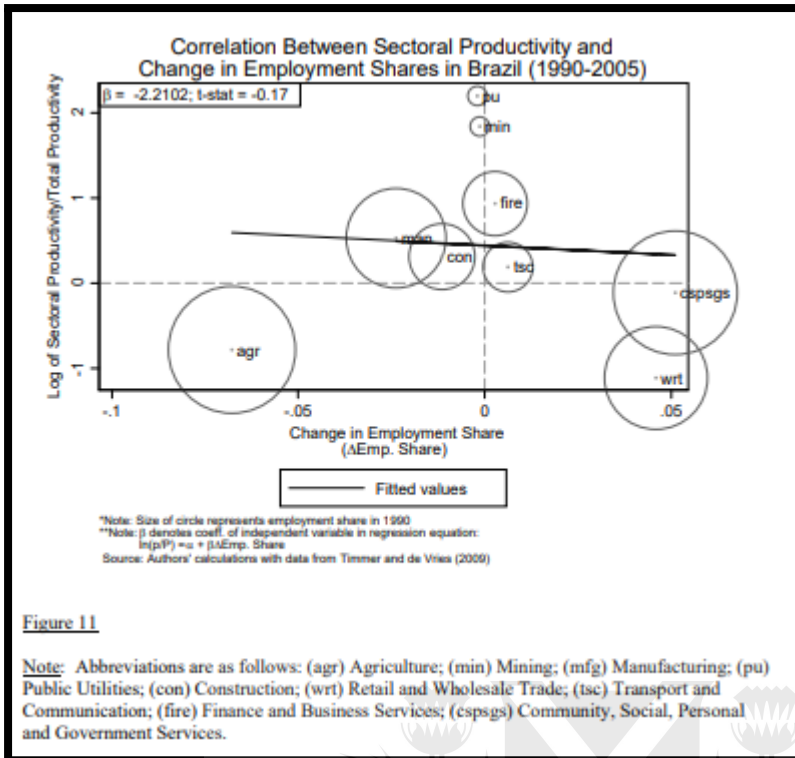 Correlation Between Sectoral Productivity and
Change in Employment Shares in Brazil (1990-2005)
β = -2.2102; t-stat = -0.17
Log of Sectoral Productivity/Total Productivity
2
1
0
-1
pu
min
fire
man
con
tsc
cspsgs
agr
wrt
-.1
-.05
0
.05
Change in Employment Share
(ΔEmp. Share)
Fitted values
*Note: Size of circle represents employment share in 1990
**Note: β denotes coeff. of independent variable in regression equation:
ln(p/P) =α + βΔEmp. Share
Source: Authors' calculations with data from Timmer and de Vries (2009)
Figure 11
Note: Abbreviations are as follows: (agr) Agriculture; (min) Mining; (mfg) Manufacturing; (pu)
Public Utilities; (con) Construction; (wrt) Retail and Wholesale Trade; (tsc) Transport and
Communication; (fire) Finance and Business Services; (cspsgs) Community, Social, Personal
and Government Services.